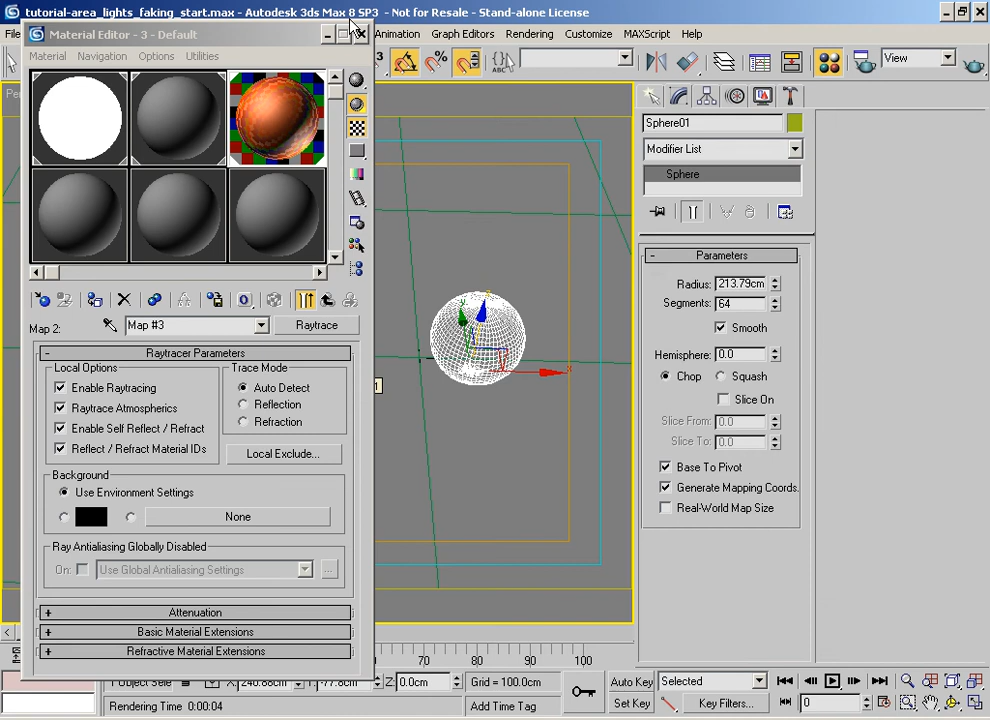 tutorial-area_lights_faking_start.max - Autodesk 3ds Max 8 SP3 - Not for Resale - Stand-alone License
Animation Graph Editors Rendering Customize MAXScript Help
Material Editor - 3 - Default
Material Navigation Options Utilities
View
Sphere01
Modifier List
Sphere
Map 2: Map #3 Raytrace
Raytracer Parameters
Local Options
Enable Raytracing
Raytrace Atmospherics
Enable Self Reflect / Refract
Reflect / Refract Material IDs
Trace Mode
Auto Detect
Reflection
Refraction
Local Exclude...
Background
Use Environment Settings
None
Ray Antialiasing Globally Disabled
On: Use Global Antialiasing Settings ...
+ Attenuation
+ Basic Material Extensions
+ Refractive Material Extensions
- Parameters
Radius: 213.79cm
Segments: 64
Smooth
Hemisphere: 0.0
Chop Squash
Slice On
Slice From: 0.0
Slice To: 0.0
Base To Pivot
Generate Mapping Coords.
Real-World Map Size
70 80 90 100
Z: 0.0cm Grid = 100.0cm Auto Key Selected
Rendering Time 0:00:04 Add Time Tag Set Key Key Filters... 0